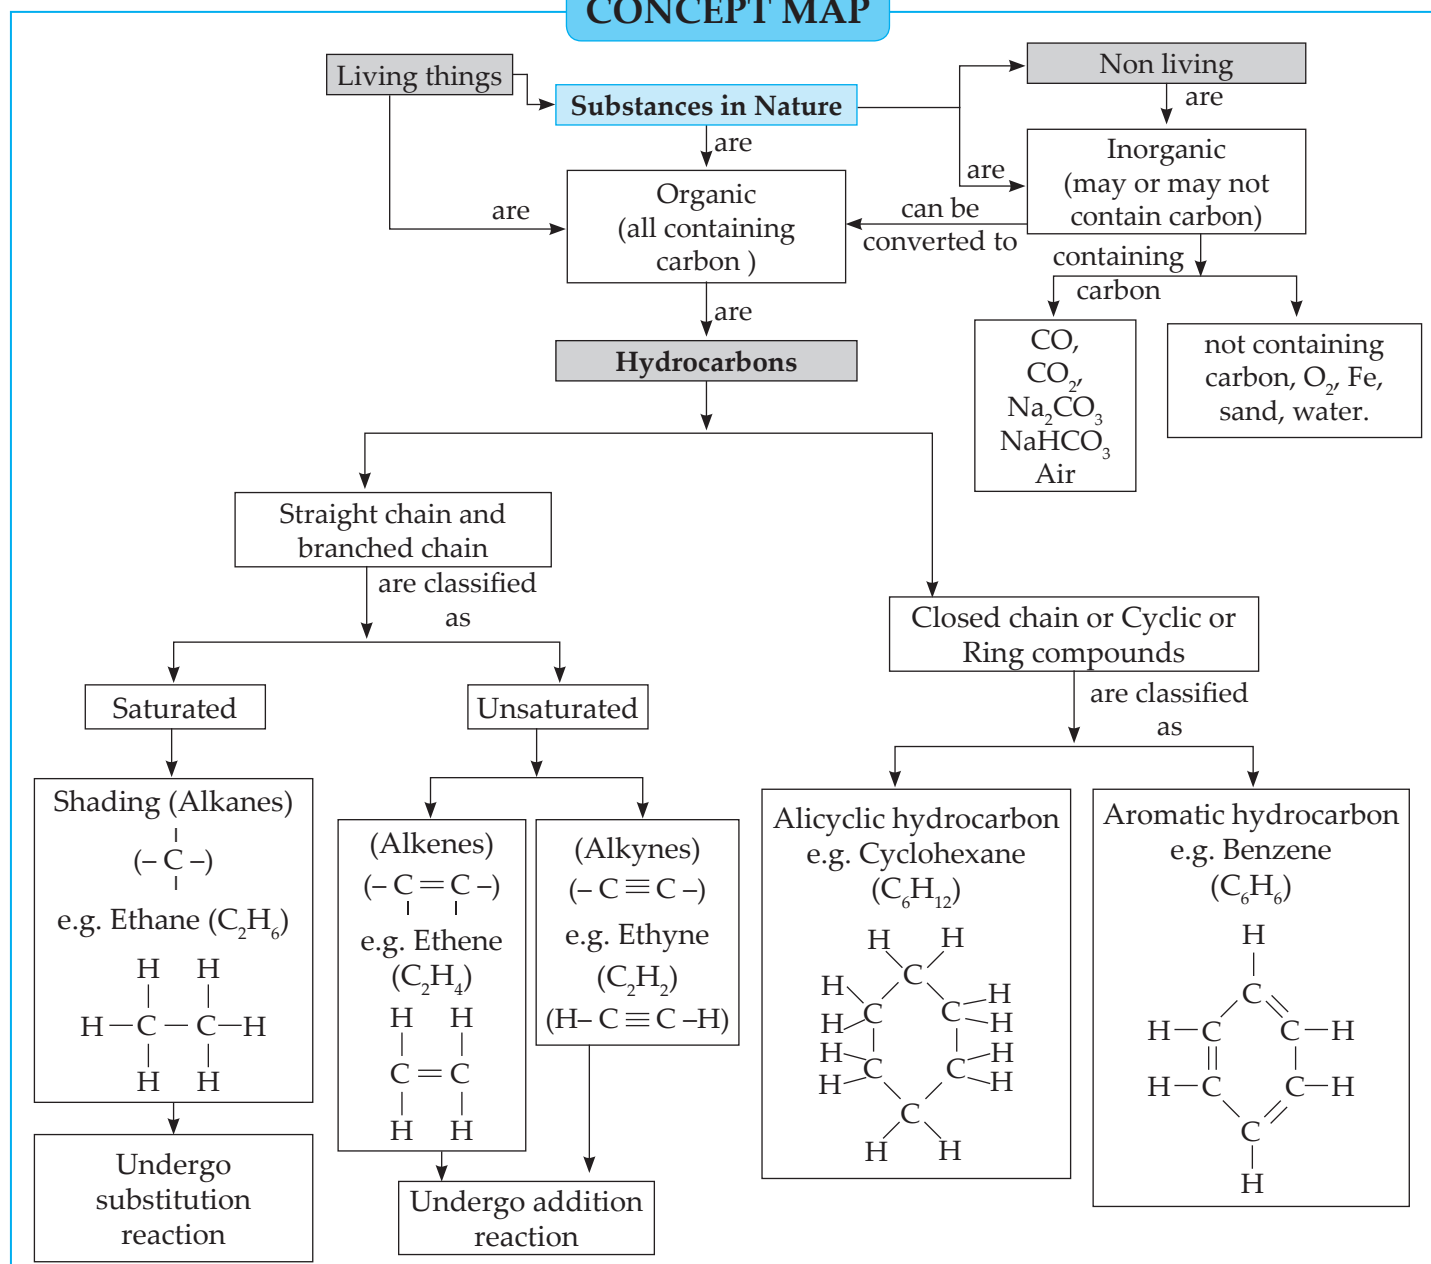 CONCEPT MAP
Living things
Non living
Substances in Nature
are
are
Organic
(all containing
carbon )
are
are
Inorganic
(may or may not
contain carbon)
can be
converted to
containing
carbon
are
CO,
CO₂,
Na₂CO₃
NaHCO₃
Air
not containing
carbon, O₂, Fe,
sand, water.
Hydrocarbons
Straight chain and
branched chain
are classified
as
Closed chain or Cyclic or
Ring compounds
are classified
as
Saturated
Unsaturated
Shading (Alkanes)
(– C –)
e.g. Ethane (C₂H₆)
H H
H – C – C – H
H H
Undergo
substitution
reaction
(Alkenes)
(– C = C –)
e.g. Ethene
(C₂H₄)
H H
C = C
H H
(Alkynes)
(– C ≡ C –)
e.g. Ethyne
(C₂H₂)
(H– C ≡ C –H)
Undergo addition
reaction
Alicyclic hydrocarbon
e.g. Cyclohexane
(C₆H₁₂)
H H
C
H H
C C
H H
H H
C C
H H
C
H H
Aromatic hydrocarbon
e.g. Benzene
(C₆H₆)
H
C
H – C C – H
H – C C – H
C
H